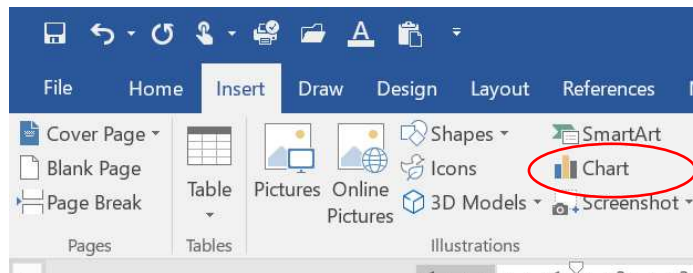 File Home Insert Draw Design Layout References
Cover Page
Blank Page
Page Break
Pages
Table
Tables
Pictures
Online Pictures
Shapes
Icons
3D Models
SmartArt
Chart
Screenshot
Illustrations